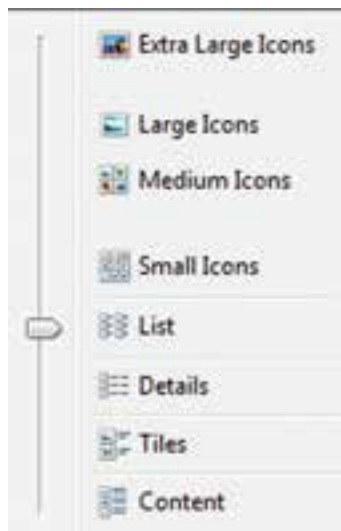 Extra Large Icons
Large Icons
Medium Icons
Small Icons
List
Details
Tiles
Content